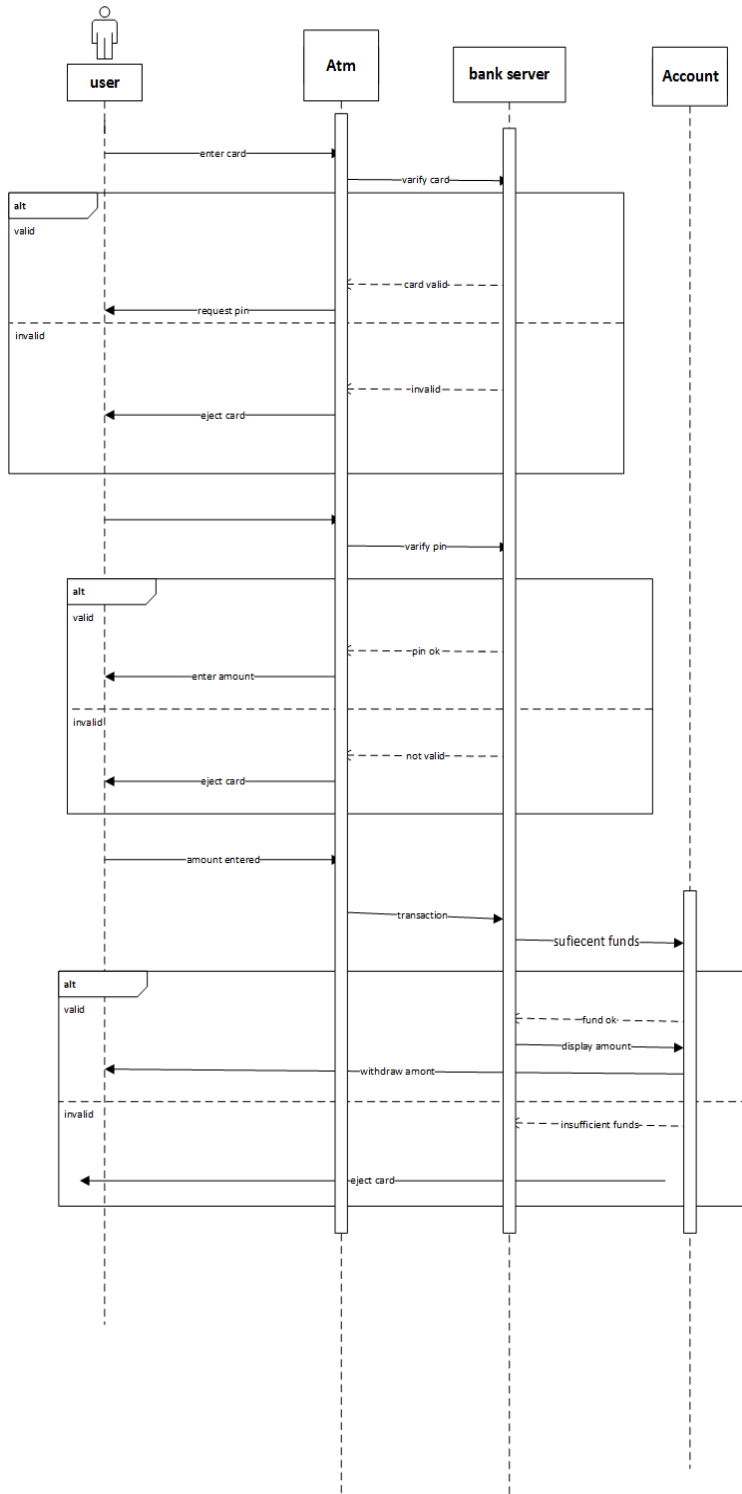 user
Atm
bank server
Account
enter card
varify card
alt
valid
card valid
request pin
invalid
invalid
eject card
varify pin
alt
valid
pin ok
enter amount
invalid
not valid
eject card
amount entered
transaction
sufiecent funds
alt
valid
fund ok
display amount
withdraw amont
invalid
insufficient funds
eject card